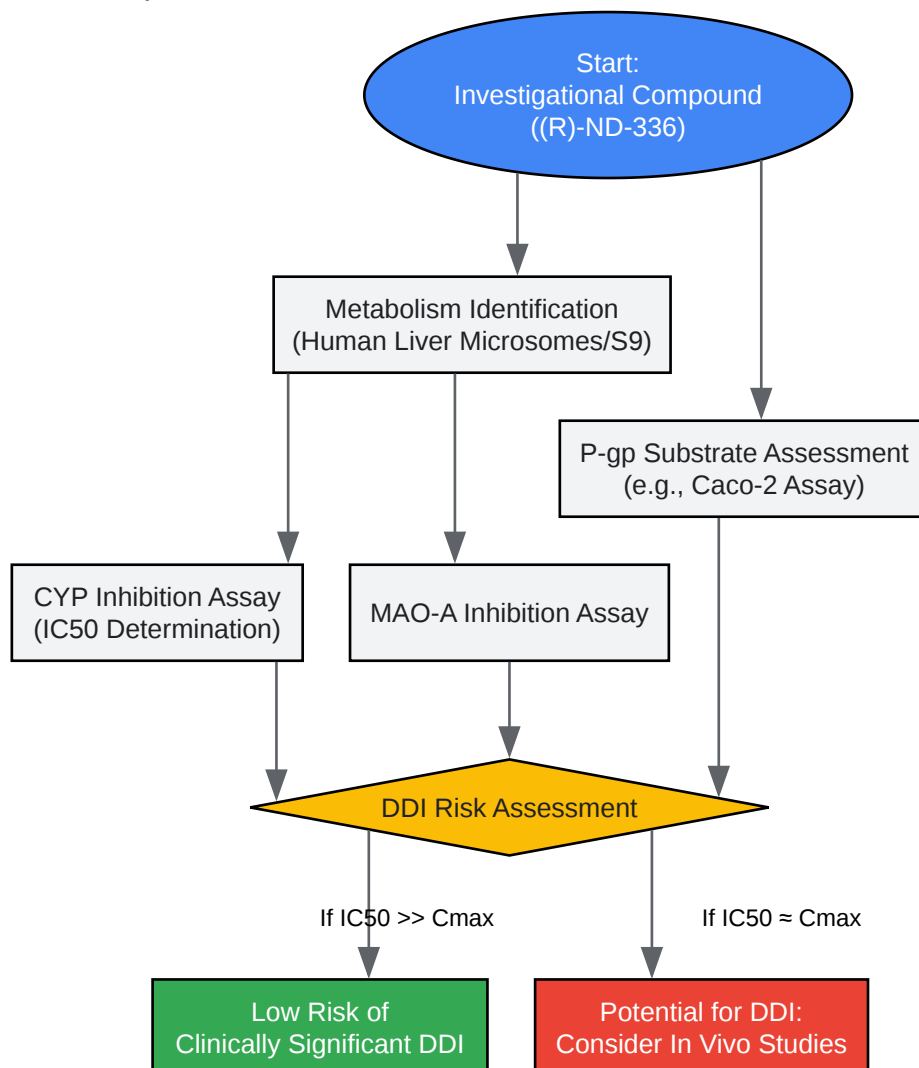 Start:
Investigational Compound
((R)-ND-336)
Metabolism Identification
(Human Liver Microsomes/S9)
P-gp Substrate Assessment
(e.g., Caco-2 Assay)
CYP Inhibition Assay
(IC50 Determination)
MAO-A Inhibition Assay
DDI Risk Assessment
If IC50 >> Cmax
If IC50 ≈ Cmax
Low Risk of
Clinically Significant DDI
Potential for DDI:
Consider In Vivo Studies